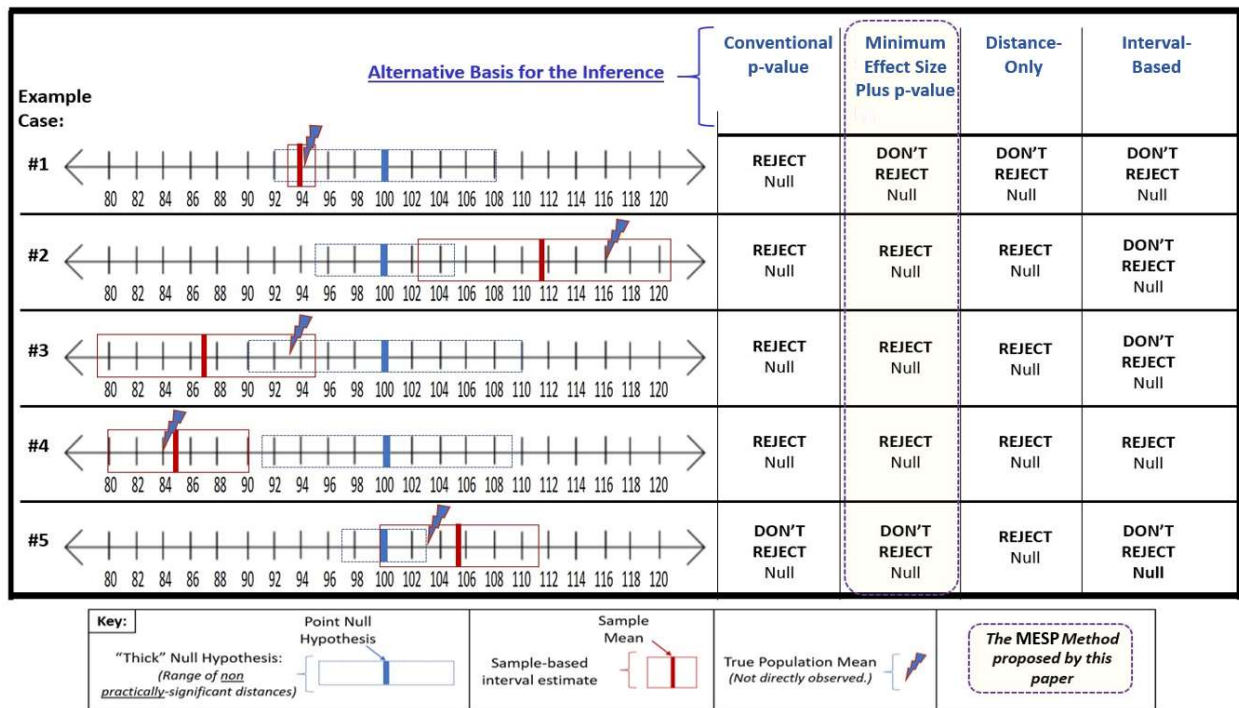 Conventional p-value
Minimum Effect Size Plus p-value
Distance-Only
Interval-Based
Alternative Basis for the Inference
Example
Case:
#1
80 82 84 86 88 90 92 94 96 98 100 102 104 106 108 110 112 114 116 118 120
REJECT Null
DON'T REJECT Null
DON'T REJECT Null
DON'T REJECT Null
#2
80 82 84 86 88 90 92 94 96 98 100 102 104 106 108 110 112 114 116 118 120
REJECT Null
REJECT Null
REJECT Null
DON'T REJECT Null
#3
80 82 84 86 88 90 92 94 96 98 100 102 104 106 108 110 112 114 116 118 120
REJECT Null
REJECT Null
REJECT Null
DON'T REJECT Null
#4
80 82 84 86 88 90 92 94 96 98 100 102 104 106 108 110 112 114 116 118 120
REJECT Null
REJECT Null
REJECT Null
REJECT Null
#5
80 82 84 86 88 90 92 94 96 98 100 102 104 106 108 110 112 114 116 118 120
DON'T REJECT Null
DON'T REJECT Null
REJECT Null
DON'T REJECT Null
Key:
Point Null
Hypothesis
"Thick" Null Hypothesis:
(Range of non
practically-significant distances)
Sample
Mean
Sample-based
interval estimate
True Population Mean
(Not directly observed.)
The MESP Method
proposed by this
paper